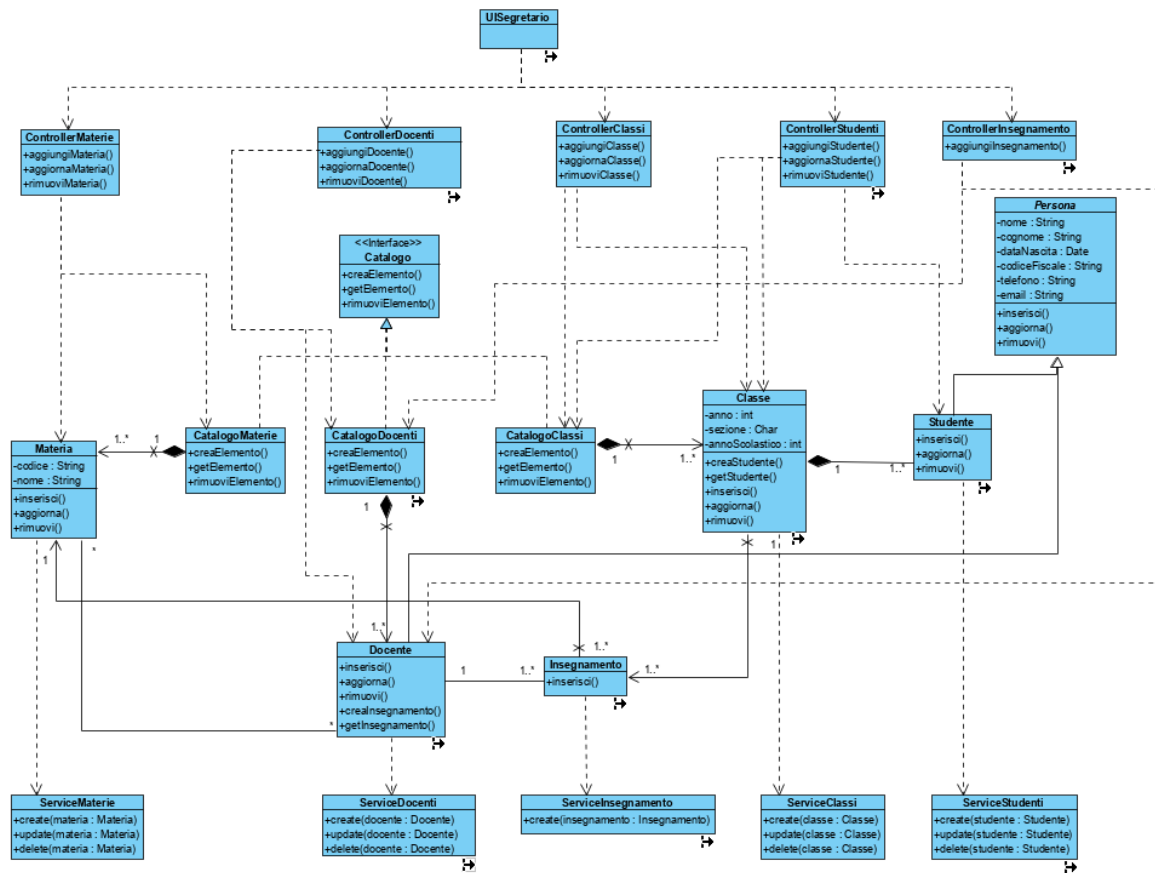 UISegretario
ControllerMaterie
+aggiungiMateria()
+aggiornaMateria()
+rimuoviMateria()
ControllerDocenti
+aggiungiDocente()
+aggiornaDocente()
+rimuoviDocente()
ControllerClassi
+aggiungiClasse()
+aggiornaClasse()
+rimuoviClasse()
ControllerStudenti
+aggiungiStudente()
+aggiornaStudente()
+rimuoviStudente()
ControllerInsegnamento
+aggiungiInsegnamento()
Persona
-nome : String
-cognome : String
-dataNascita : Date
-codiceFiscale : String
-telefono : String
-email : String
+inserisci()
+aggiorna()
+rimuovi()
<<Interface>>
Catalogo
+creaElemento()
+getElemento()
+rimuoviElemento()
Materia
-codice : String
-nome : String
+inserisci()
+aggiorna()
+rimuovi()
1..*
1
CatalogoMaterie
+creaElemento()
+getElemento()
+rimuoviElemento()
CatalogoDocenti
+creaElemento()
+getElemento()
+rimuoviElemento()
CatalogoClassi
+creaElemento()
+getElemento()
+rimuoviElemento()
1
1..*
Classe
-anno : int
-sezione : Char
-annoScolastico : int
+creaStudente()
+getStudente()
+inserisci()
+aggiorna()
+rimuovi()
1
1..*
Studente
+inserisci()
+aggiorna()
+rimuovi()
1
*
1
1
1..*
1..*
Docente
+inserisci()
+aggiorna()
+rimuovi()
+creaInsegnamento()
+getInsegnamento()
*
1
1..*
Insegnamento
+inserisci()
1..*
ServiceMaterie
+create(materia : Materia)
+update(materia : Materia)
+delete(materia : Materia)
ServiceDocenti
+create(docente : Docente)
+update(docente : Docente)
+delete(docente : Docente)
ServiceInsegnamento
+create(insegnamento : Insegnamento)
ServiceClassi
+create(classe : Classe)
+update(classe : Classe)
+delete(classe : Classe)
ServiceStudenti
+create(studente : Studente)
+update(studente : Studente)
+delete(studente : Studente)